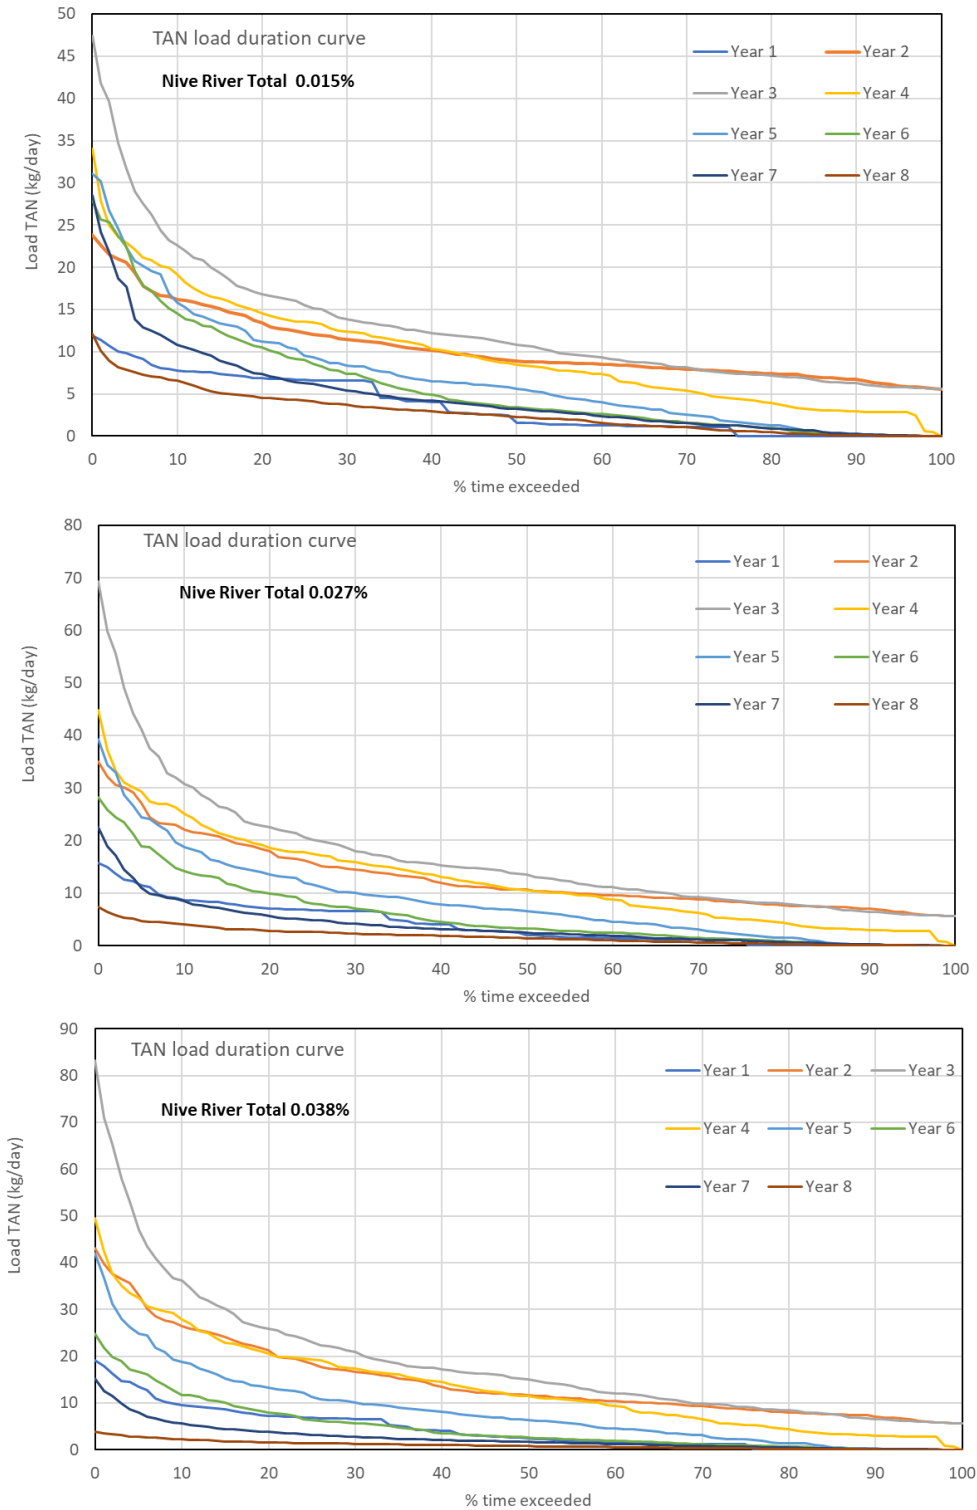 TAN load duration curve
Nive River Total 0.015%
Load TAN (kg/day)
50
45
40
35
30
25
20
15
10
5
0
Year 1 Year 2
Year 3 Year 4
Year 5 Year 6
Year 7 Year 8
0 10 20 30 40 50 60 70 80 90 100
% time exceeded
TAN load duration curve
Nive River Total 0.027%
Load TAN (kg/day)
80
70
60
50
40
30
20
10
0
Year 1 Year 2
Year 3 Year 4
Year 5 Year 6
Year 7 Year 8
0 10 20 30 40 50 60 70 80 90 100
% time exceeded
TAN load duration curve
Nive River Total 0.038%
Load TAN (kg/day)
90
80
70
60
50
40
30
20
10
0
Year 1 Year 2 Year 3
Year 4 Year 5 Year 6
Year 7 Year 8
0 10 20 30 40 50 60 70 80 90 100
% time exceeded